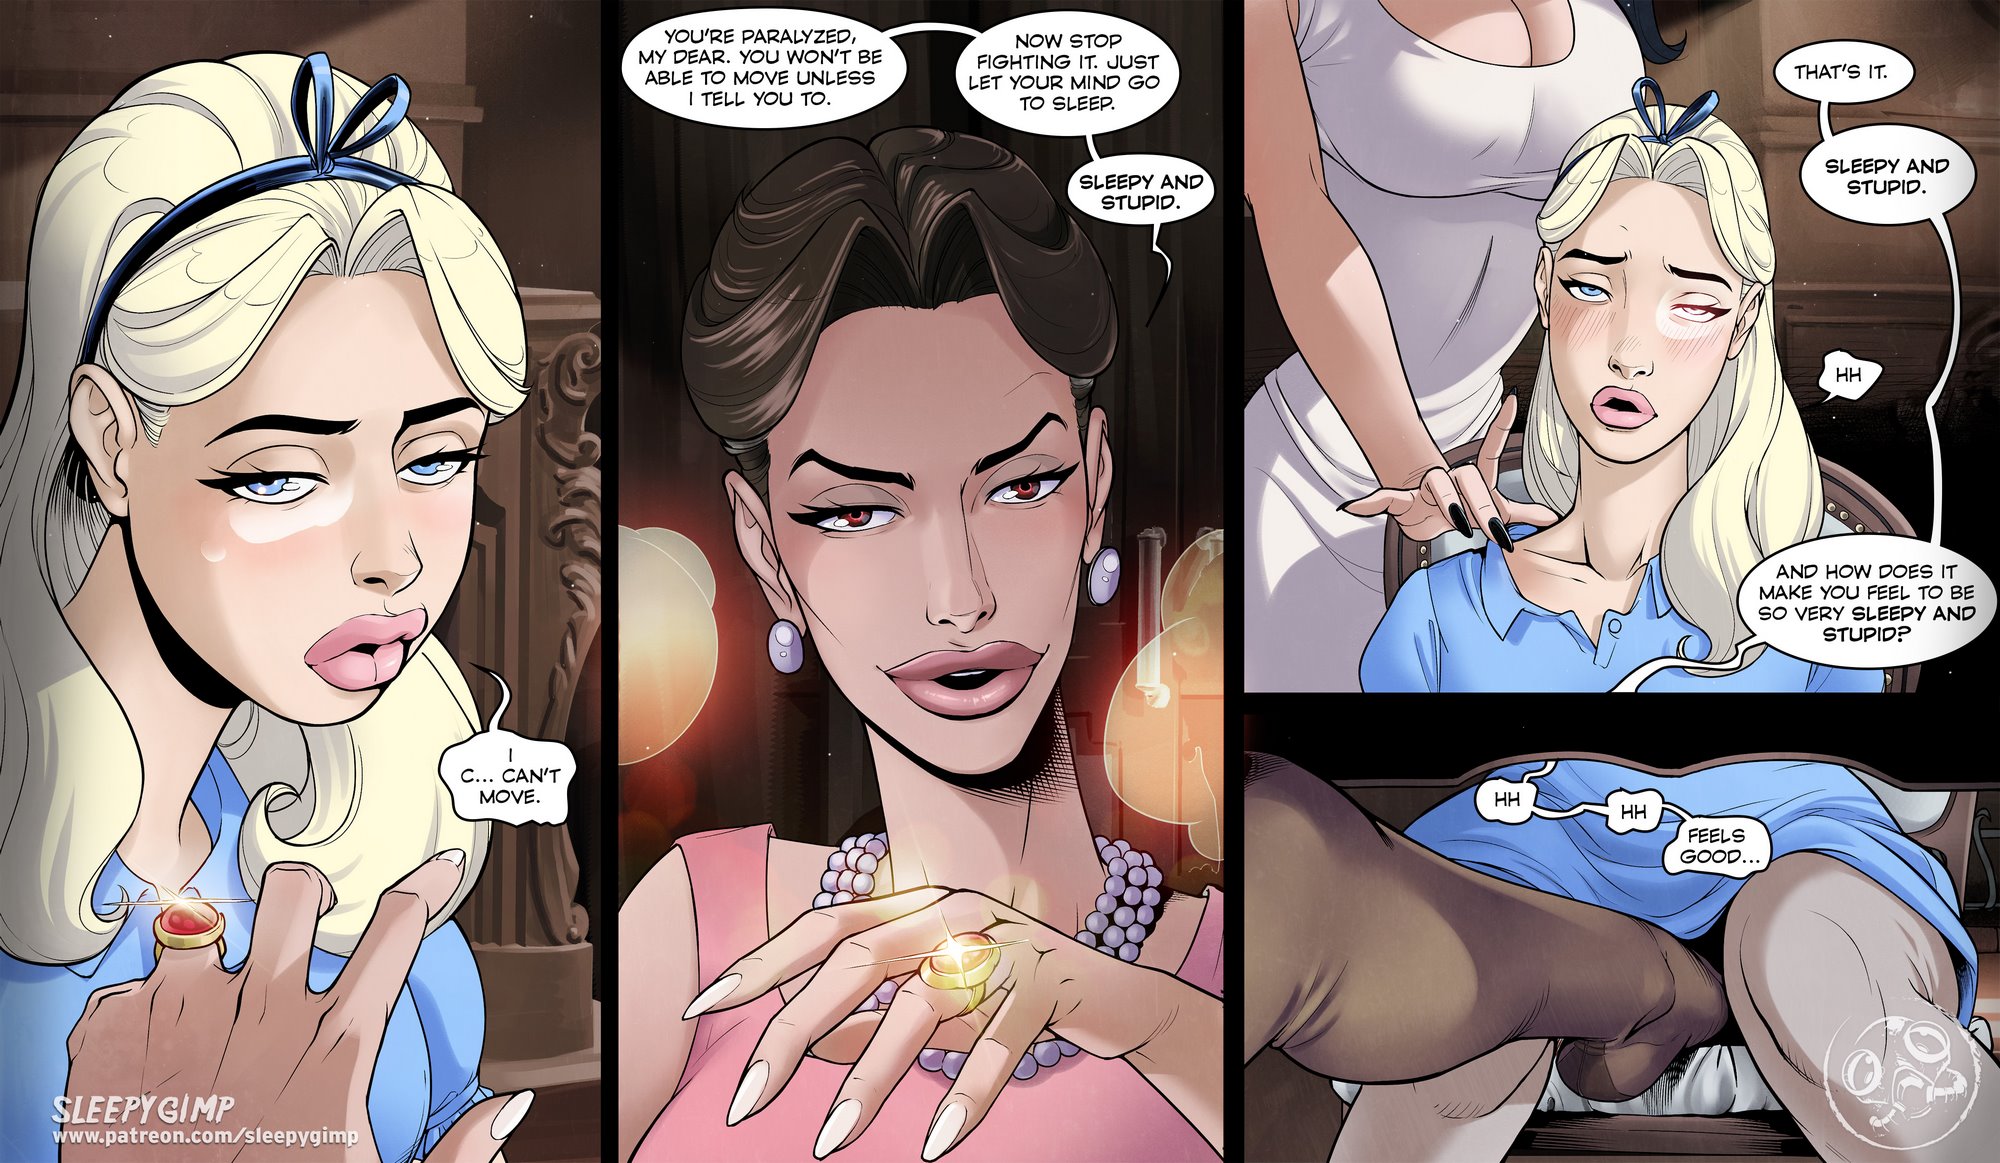 I
C... CAN'T
MOVE.
SLEEPYGIMP
www.patreon.com/sleepygimp
YOU'RE PARALYZED,
MY DEAR. YOU WON'T BE
ABLE TO MOVE UNLESS
I TELL YOU TO.
NOW STOP
FIGHTING IT. JUST
LET YOUR MIND GO
TO SLEEP.
SLEEPY AND
STUPID.
THAT'S IT.
SLEEPY AND
STUPID.
HH
AND HOW DOES IT
MAKE YOU FEEL TO BE
SO VERY SLEEPY AND
STUPID?
HH
HH
FEELS
GOOD...